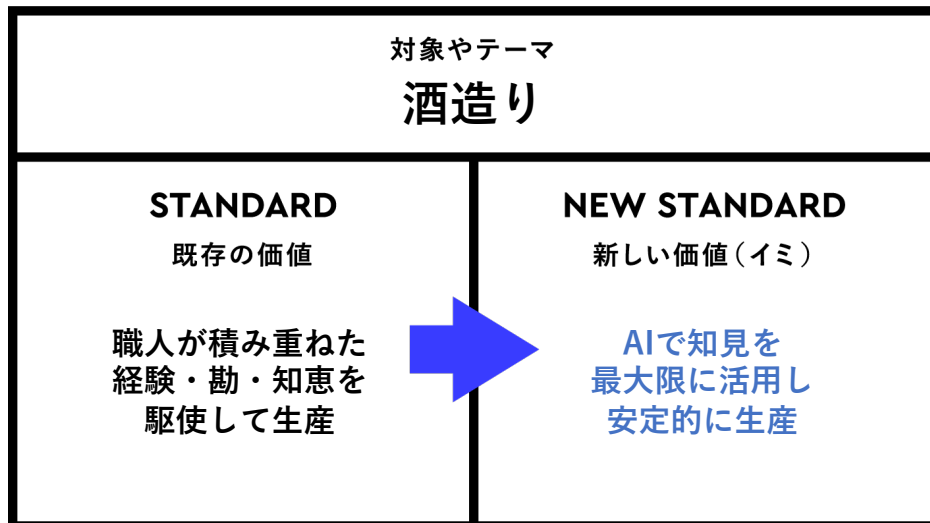 対象やテーマ
酒造り
STANDARD
既存の価値
職人が積み重ねた
経験・勘・知恵を
駆使して生産
NEW STANDARD
新しい価値（イミ）
AIで知見を
最大限に活用し
安定的に生産